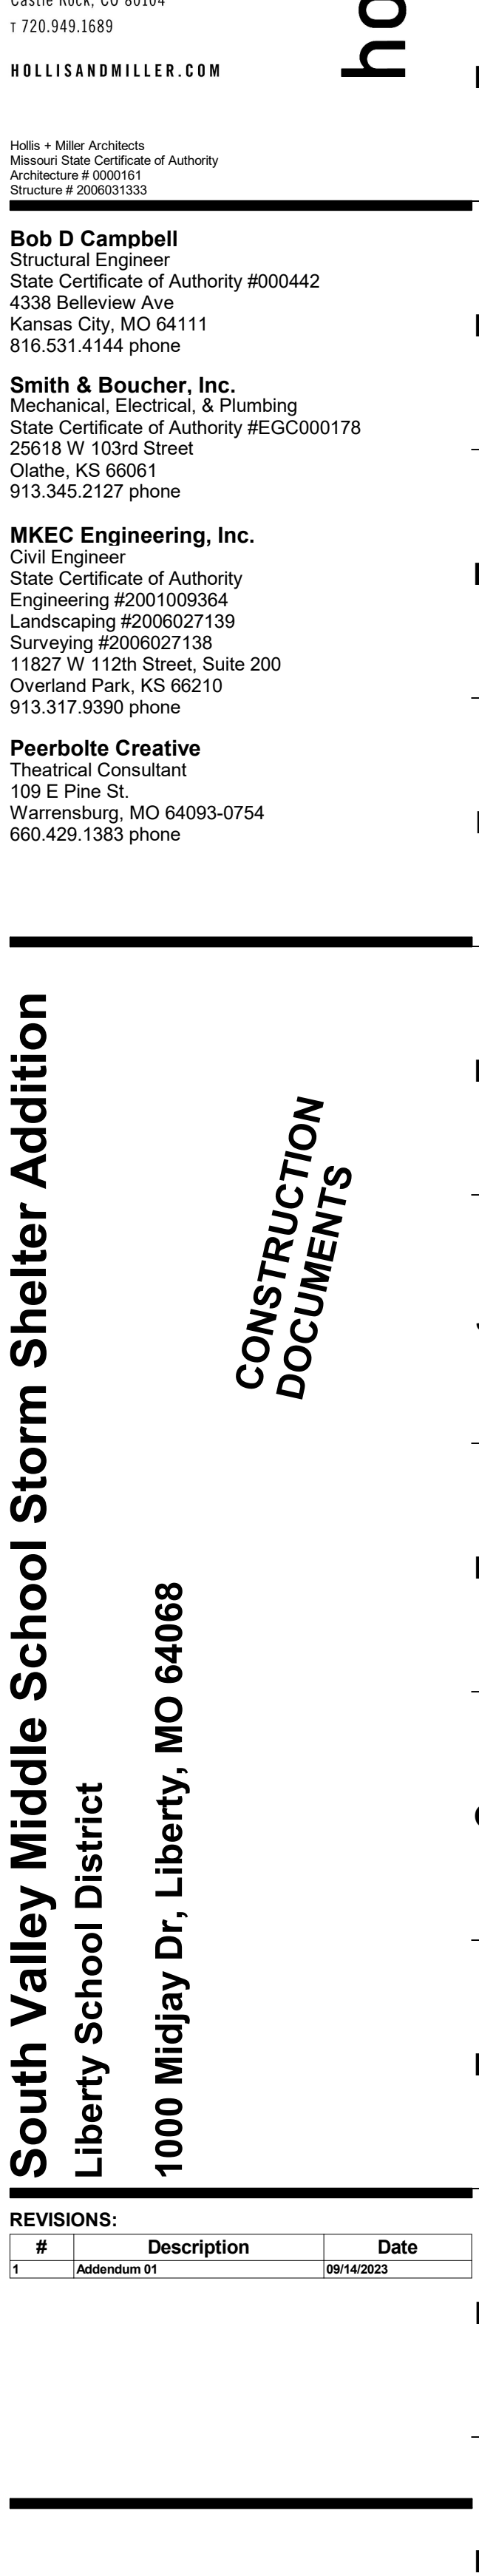 Castle Rock, CO 80104
T 720.949.1689
HOLLISANDMILLER.COM
ho
Hollis + Miller Architects
Missouri State Certificate of Authority
Architecture # 0000161
Structure # 2006031333
Bob D Campbell
Structural Engineer
State Certificate of Authority #000442
4338 Belleview Ave
Kansas City, MO 64111
816.531.4144 phone
Smith & Boucher, Inc.
Mechanical, Electrical, & Plumbing
State Certificate of Authority #EGC000178
25618 W 103rd Street
Olathe, KS 66061
913.345.2127 phone
MKEC Engineering, Inc.
Civil Engineer
State Certificate of Authority
Engineering #2001009364
Landscaping #2006027139
Surveying #2006027138
11827 W 112th Street, Suite 200
Overland Park, KS 66210
913.317.9390 phone
Peerbolte Creative
Theatrical Consultant
109 E Pine St.
Warrensburg, MO 64093-0754
660.429.1383 phone
South Valley Middle School Storm Shelter Addition
Liberty School District
1000 Midjay Dr, Liberty, MO 64068
CONSTRUCTION
DOCUMENTS
REVISIONS:
# Description Date
1 Addendum 01 09/14/2023